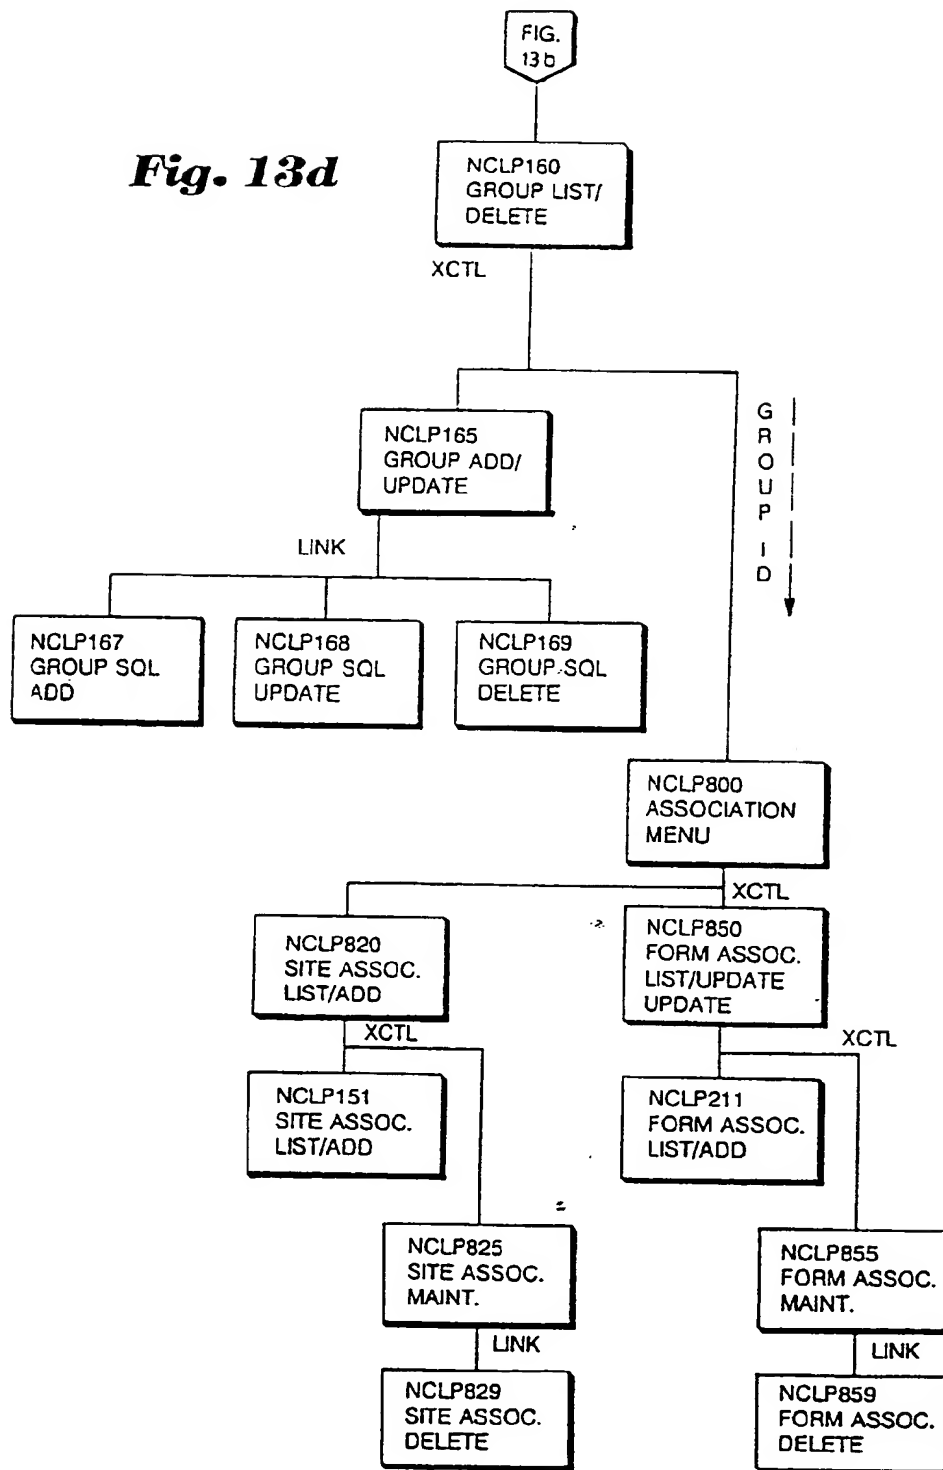 FIG.
13b
Fig. 13d
NCLP160
GROUP LIST/
DELETE
XCTL
NCLP165
GROUP ADD/
UPDATE
GROUP ID
LINK
NCLP167
GROUP SQL
ADD
NCLP168
GROUP SQL
UPDATE
NCLP169
GROUP SQL
DELETE
NCLP800
ASSOCIATION
MENU
XCTL
NCLP820
SITE ASSOC.
LIST/ADD
NCLP850
FORM ASSOC.
LIST/UPDATE
UPDATE
XCTL
XCTL
NCLP151
SITE ASSOC.
LIST/ADD
NCLP211
FORM ASSOC.
LIST/ADD
NCLP825
SITE ASSOC.
MAINT.
NCLP855
FORM ASSOC.
MAINT.
LINK
LINK
NCLP829
SITE ASSOC.
DELETE
NCLP859
FORM ASSOC.
DELETE